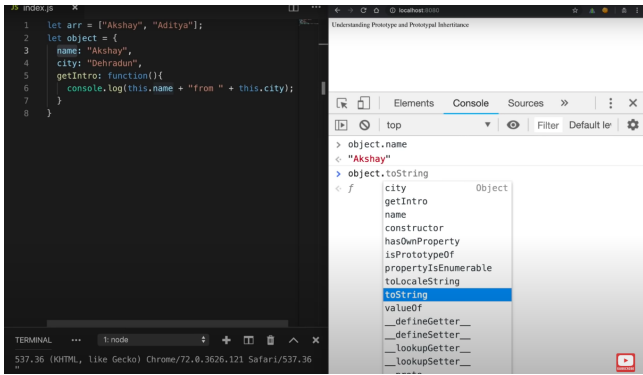 JS index.js ×
1 let arr = ["Akshay", "Aditya"];
2 let object = {
3 name: "Akshay",
4 city: "Dehradun",
5 getIntro: function(){
6 console.log(this.name + "from " + this.city);
7 }
8 }
TERMINAL ••• 1: node
537.36 (KHTML, like Gecko) Chrome/72.0.3626.121 Safari/537.36
"
localhost:8080
Understanding Prototype and Prototypal Inheritance
Elements Console Sources »
top Filter Default le
> object.name
"Akshay"
> object.toString
f
city Object
getIntro
name
constructor
hasOwnProperty
isPrototypeOf
propertyIsEnumerable
toLocaleString
toString
valueOf
__defineGetter__
__defineSetter__
__lookupGetter__
__lookupSetter__